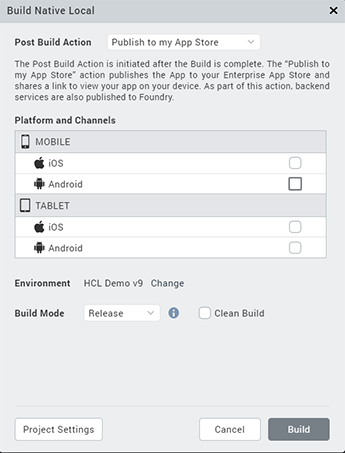 Build Native Local
Post Build Action Publish to my App Store
The Post Build Action is initiated after the Build is complete. The “Publish to
my App Store” action publishes the App to your Enterprise App Store and
shares a link to view your app on your device. As part of this action, backend
services are also published to Foundry.
Platform and Channels
MOBILE
iOS
Android
TABLET
iOS
Android
Environment HCL Demo v9 Change
Build Mode Release Clean Build
Project Settings Cancel Build